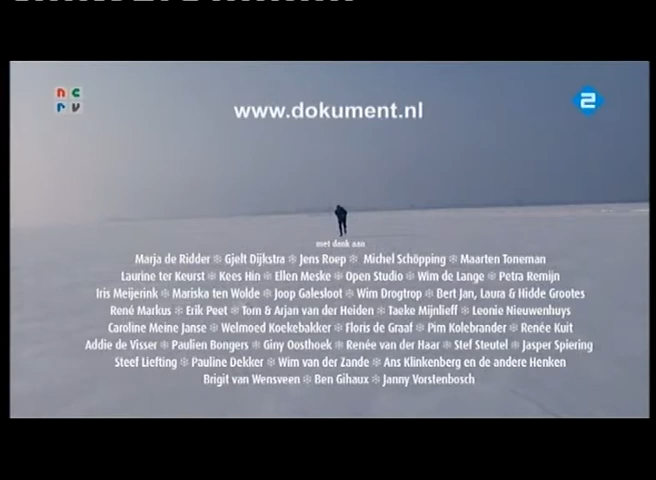 nc
rv
2
www.dokument.nl
met dank aan
Marja de Ridder ❄ Gjelt Dijkstra ❄ Jens Roep ❄ Michel Schöpping ❄ Maarten Toneman
Laurine ter Keurst ❄ Kees Hin ❄ Ellen Meske ❄ Open Studio ❄ Wim de Lange ❄ Petra Remijn
Iris Meijerink ❄ Mariska ten Wolde ❄ Joop Galesloot ❄ Wim Drogtrop ❄ Bert Jan, Laura & Hidde Grootes
René Markus ❄ Erik Peet ❄ Tom & Arjan van der Heiden ❄ Taeke Mijnlieff ❄ Leonie Nieuwenhuys
Caroline Meine Janse ❄ Welmoed Koekebakker ❄ Floris de Graaf ❄ Pim Kolebrander ❄ Renée Kuit
Addie de Visser ❄ Paulien Bongers ❄ Giny Oosthoek ❄ Renée van der Haar ❄ Stef Steutel ❄ Jasper Spiering
Steef Liefting ❄ Pauline Dekker ❄ Wim van der Zande ❄ Ans Klinkenberg en de andere Henken
Brigit van Wensveen ❄ Ben Gihaux ❄ Janny Vorstenbosch